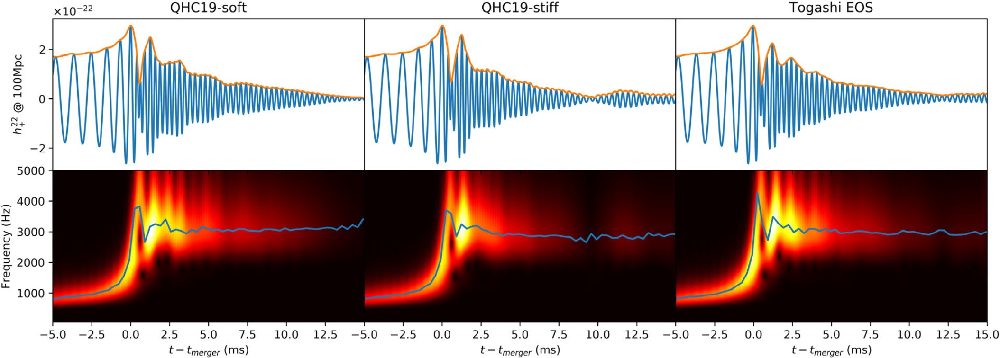 QHC19-soft QHC19-stiff Togashi EOS
×10−22
2
0
−2
h+22 @ 100Mpc
5000
4000
3000
2000
1000
Frequency (Hz)
−5.0 −2.5 0.0 2.5 5.0 7.5 10.0 12.5 −5.0 −2.5 0.0 2.5 5.0 7.5 10.0 12.5 −5.0 −2.5 0.0 2.5 5.0 7.5 10.0 12.5 15.0
t − tmerger (ms) t − tmerger (ms) t − tmerger (ms)